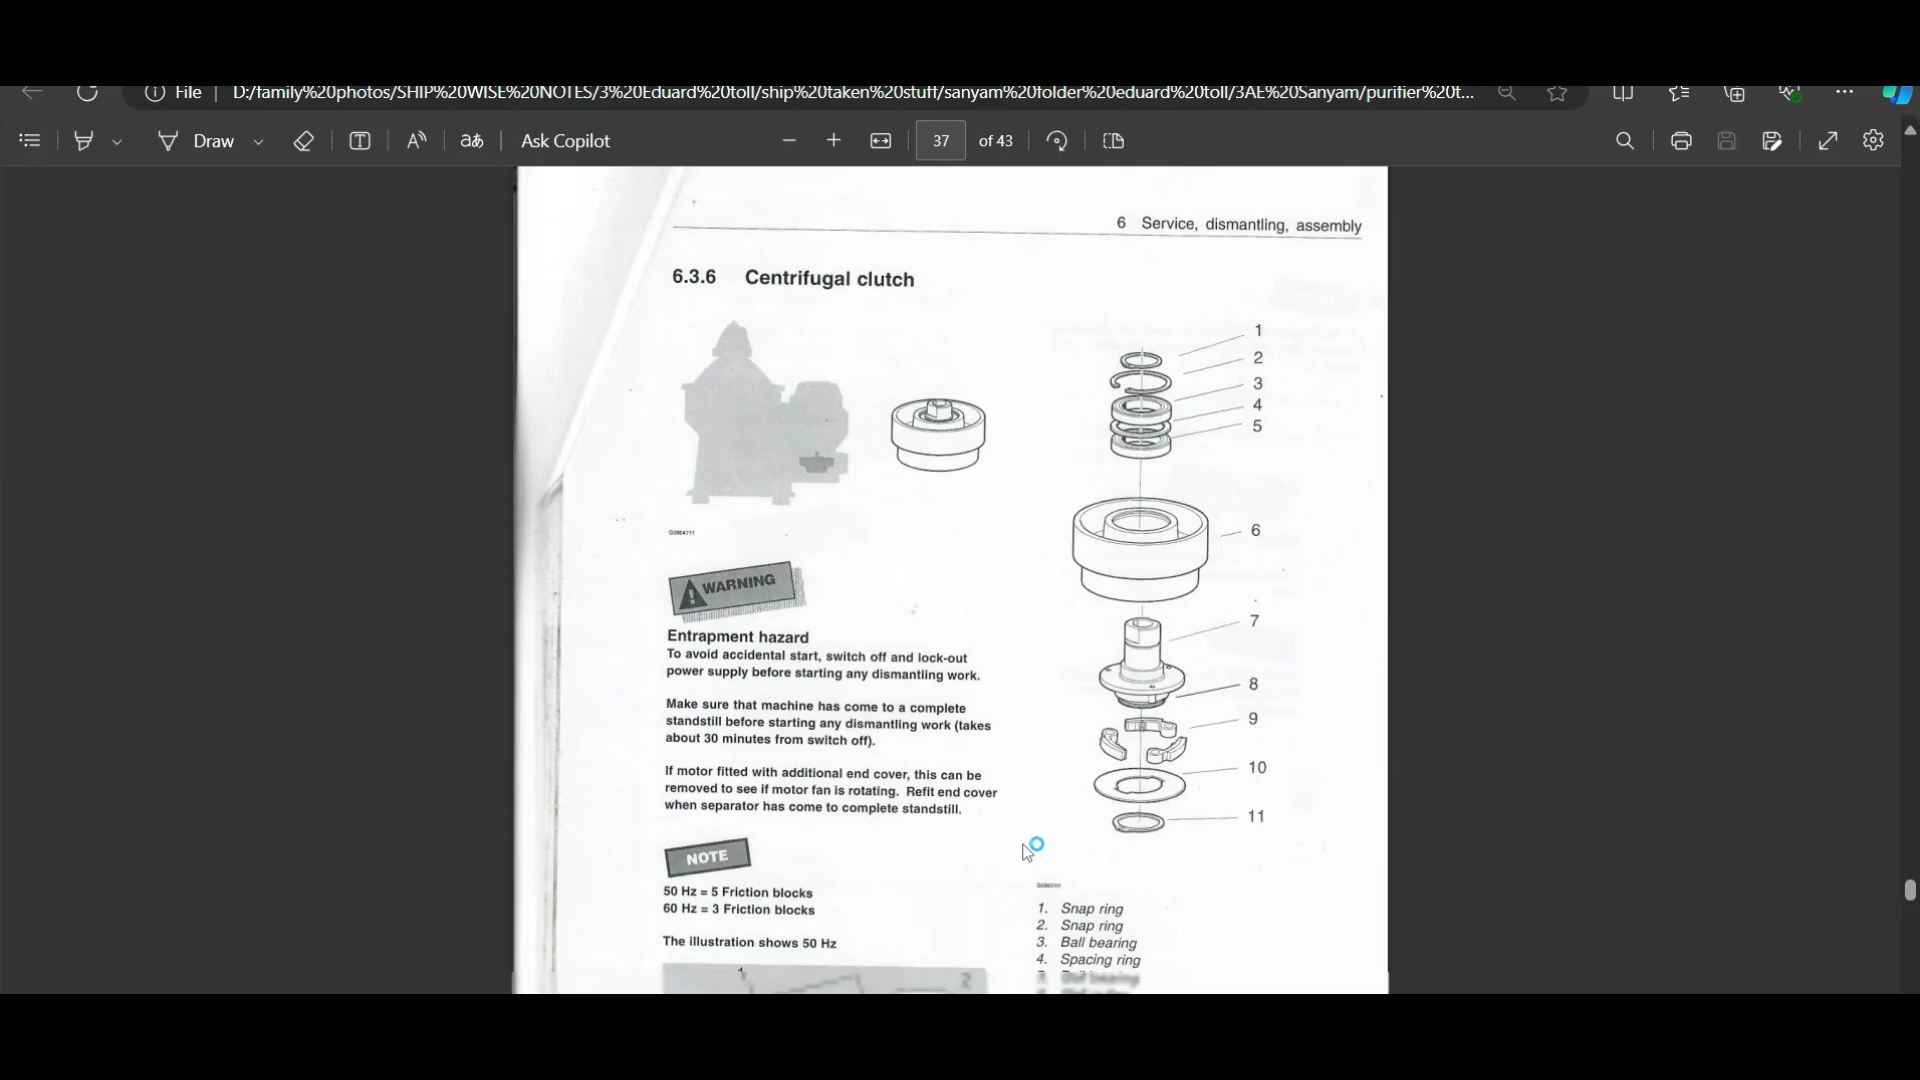 File
D:/family%20photos/SHIP%20WISE%20NOTES/3%20Eduard%20toll/ship%20taken%20stuff/sanyam%20folder%20eduard%20toll/3AE%20Sanyam/purifier%20t...
Draw
Ask Copilot
37 of 43
6 Service, dismantling, assembly
6.3.6 Centrifugal clutch
1
2
3
4
5
6
7
8
9
10
11
G0864711
WARNING
Entrapment hazard
To avoid accidental start, switch off and lock-out
power supply before starting any dismantling work.
Make sure that machine has come to a complete
standstill before starting any dismantling work (takes
about 30 minutes from switch off).
If motor fitted with additional end cover, this can be
removed to see if motor fan is rotating. Refit end cover
when separator has come to complete standstill.
NOTE
50 Hz = 5 Friction blocks
60 Hz = 3 Friction blocks
The illustration shows 50 Hz
2
1. Snap ring
2. Snap ring
3. Ball bearing
4. Spacing ring